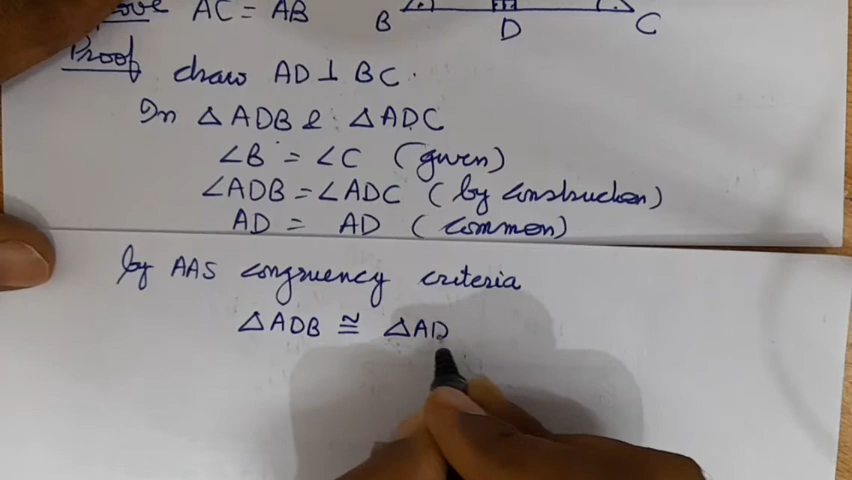 AC = AB
B D C
Proof draw AD ⊥ BC.
In △ADB & △ADC
∠B = ∠C (given)
∠ADB = ∠ADC (by construction)
AD = AD (common)
by AAS congruency criteria
△ADB ≅ △AD